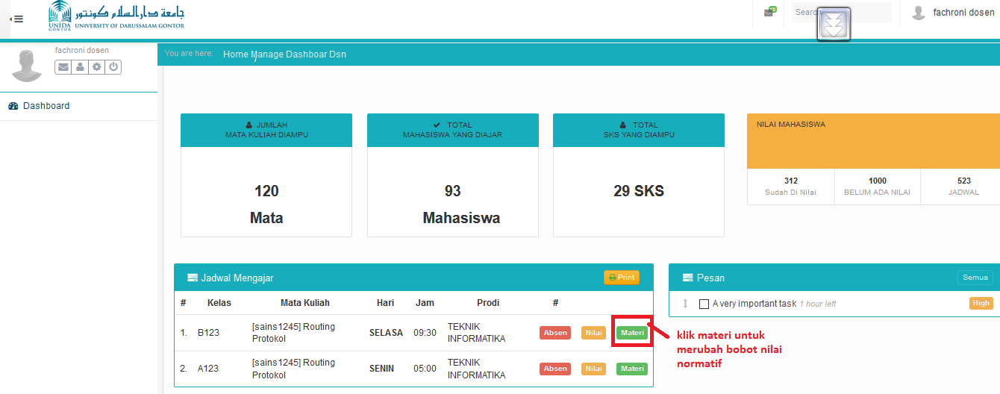 جامعة دارالسلام كونتور
UNIDA
GONTOR
UNIVERSITY OF DARUSSALAM GONTOR
Search
fachroni dosen
fachroni dosen
You are here:
Home Manage Dashboar Dsn
Dashboard
JUMLAH
MATA KULIAH DIAMPU
120
Mata
TOTAL
MAHASISWA YANG DIAJAR
93
Mahasiswa
TOTAL
SKS YANG DIAMPU
29 SKS
NILAI MAHASISWA
312 1000 523
Sudah Di Nilai BELUM ADA NILAI JADWAL
Jadwal Mengajar Print
# Kelas Mata Kuliah Hari Jam Prodi #
1. B123 [sains1245] Routing Protokol SELASA 09:30 TEKNIK INFORMATIKA Absen Nilai Materi
2. A123 [sains1245] Routing Protokol SENIN 05:00 TEKNIK INFORMATIKA Absen Nilai Materi
Pesan Semua
A very important task 1 hour left High
klik materi untuk
merubah bobot nilai
normatif